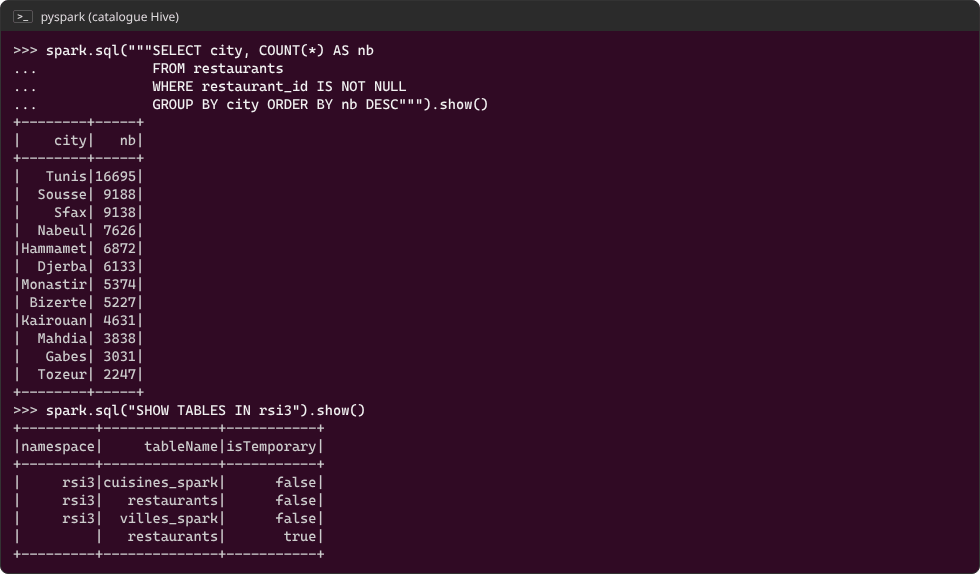 >_ pyspark (catalogue Hive)
>>> spark.sql("""SELECT city, COUNT(*) AS nb
...              FROM restaurants
...              WHERE restaurant_id IS NOT NULL
...              GROUP BY city ORDER BY nb DESC""").show()
+--------+-----+
|    city|   nb|
+--------+-----+
|   Tunis|16695|
|  Sousse| 9188|
|    Sfax| 9138|
|  Nabeul| 7626|
|Hammamet| 6872|
|  Djerba| 6133|
|Monastir| 5374|
| Bizerte| 5227|
|Kairouan| 4631|
|  Mahdia| 3838|
|   Gabes| 3031|
|  Tozeur| 2247|
+--------+-----+
>>> spark.sql("SHOW TABLES IN rsi3").show()
+---------+--------------+-----------+
|namespace|     tableName|isTemporary|
+---------+--------------+-----------+
|     rsi3|cuisines_spark|      false|
|     rsi3|   restaurants|      false|
|     rsi3|  villes_spark|      false|
|         |   restaurants|       true|
+---------+--------------+-----------+